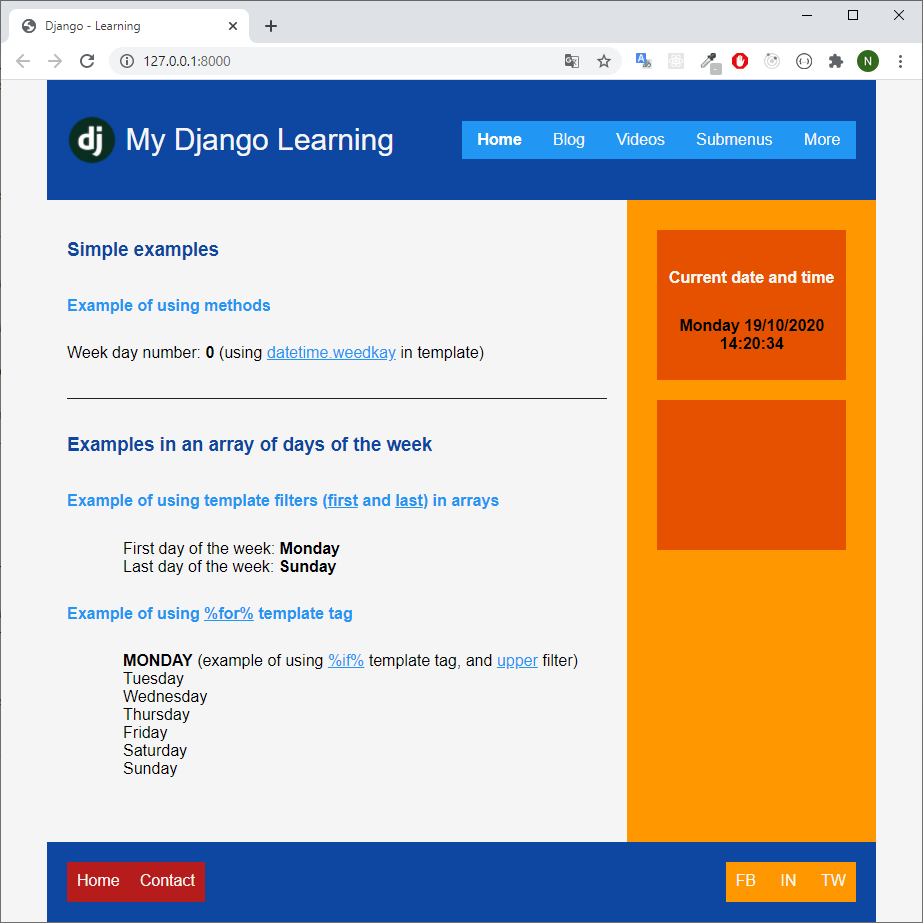 Django - Learning
127.0.0.1:8000
N
dj My Django Learning
Home Blog Videos Submenus More
Simple examples
Example of using methods
Week day number: 0 (using datetime.weedkay in template)
Examples in an array of days of the week
Example of using template filters (first and last) in arrays
First day of the week: Monday
Last day of the week: Sunday
Example of using %for% template tag
MONDAY (example of using %if% template tag, and upper filter)
Tuesday
Wednesday
Thursday
Friday
Saturday
Sunday
Current date and time
Monday 19/10/2020
14:20:34
Home Contact
FB IN TW